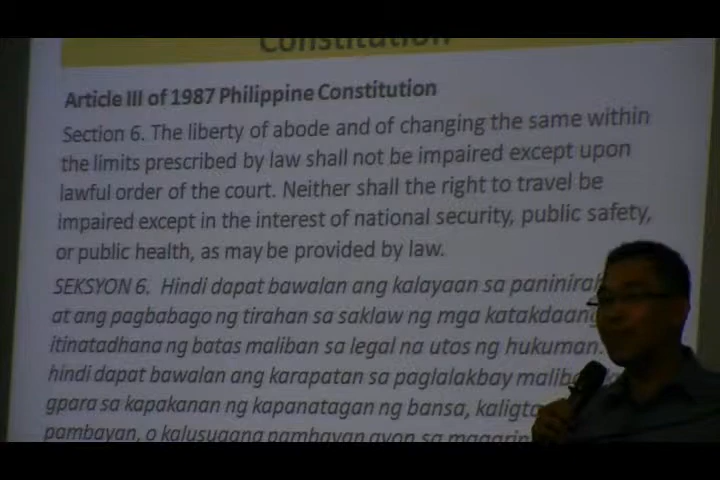 Constitution
Article III of 1987 Philippine Constitution
Section 6. The liberty of abode and of changing the same within
the limits prescribed by law shall not be impaired except upon
lawful order of the court. Neither shall the right to travel be
impaired except in the interest of national security, public safety,
or public health, as may be provided by law.
SEKSYON 6. Hindi dapat bawalan ang kalayaan sa
at ang pagbabago ng tirahan sa saklaw ng mga katakdaang
itinatadhana ng batas maliban sa legal na utos ng hukuman.
hindi dapat bawalan ang karapatan sa paglalakbay
gpara sa kapakanan ng kapanatagan ng bansa,
pambayan, o kalusugang pambayan ayon sa